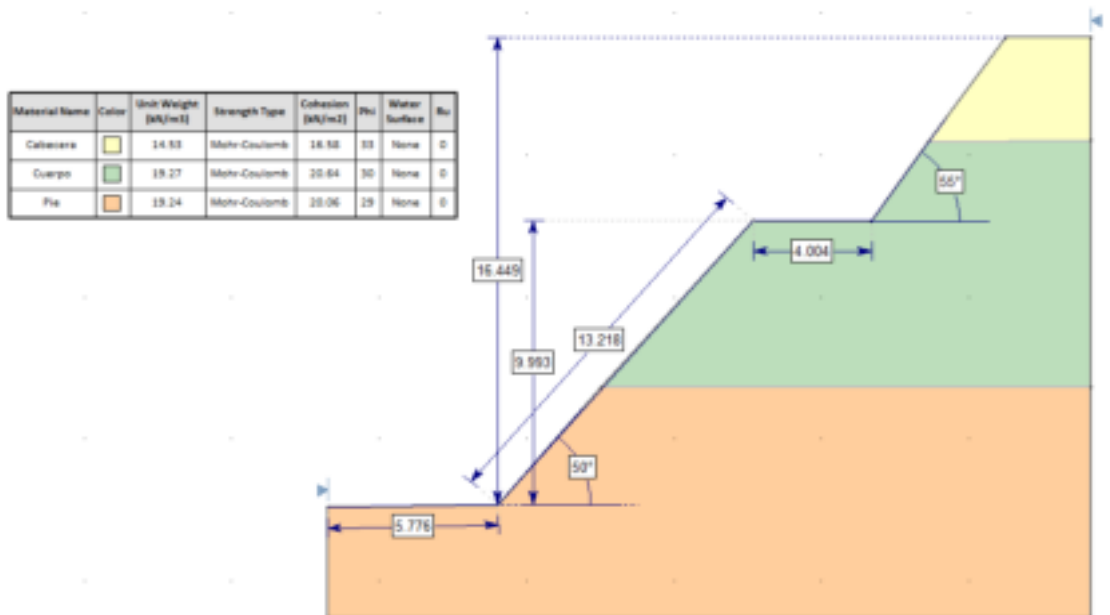 Material Name Color Unit Weight (kN/m3) Strength Type Cohesion (kN/m2) Phi Water Surface Ru
Cabecera 14.53 Mohr-Coulomb 16.58 33 None 0
Cuerpo 19.27 Mohr-Coulomb 20.64 30 None 0
Pie 19.24 Mohr-Coulomb 20.06 29 None 0
55°
4.004
16.449
13.218
9.993
50°
5.776